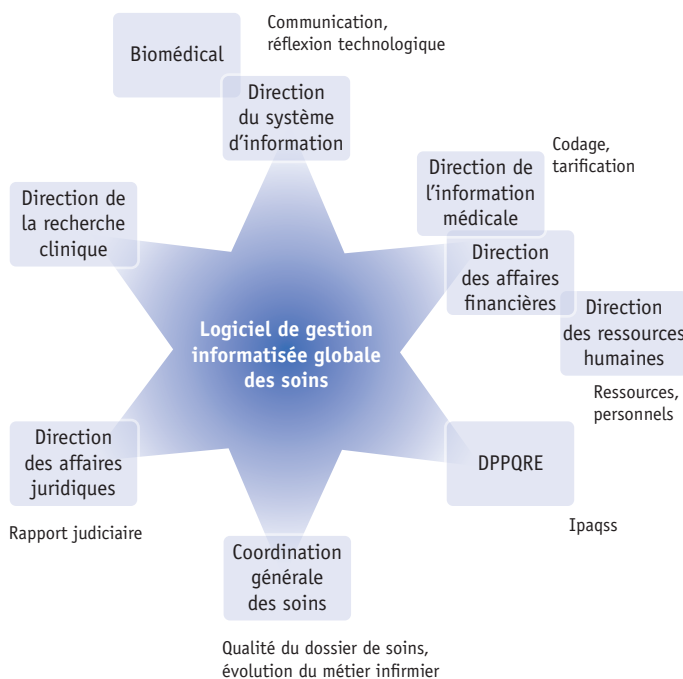 Communication,
réflexion technologique
Biomédical
Direction
du système
d'information
Codage,
tarification
Direction de
l'information
médicale
Direction de
la recherche
clinique
Direction
des affaires
financières
Direction
des ressources
humaines
Logiciel de gestion
informatisée globale
des soins
Ressources,
personnels
Direction
des affaires
juridiques
DPPQRE
Rapport judiciaire
Ipaqss
Coordination
générale
des soins
Qualité du dossier de soins,
évolution du métier infirmier